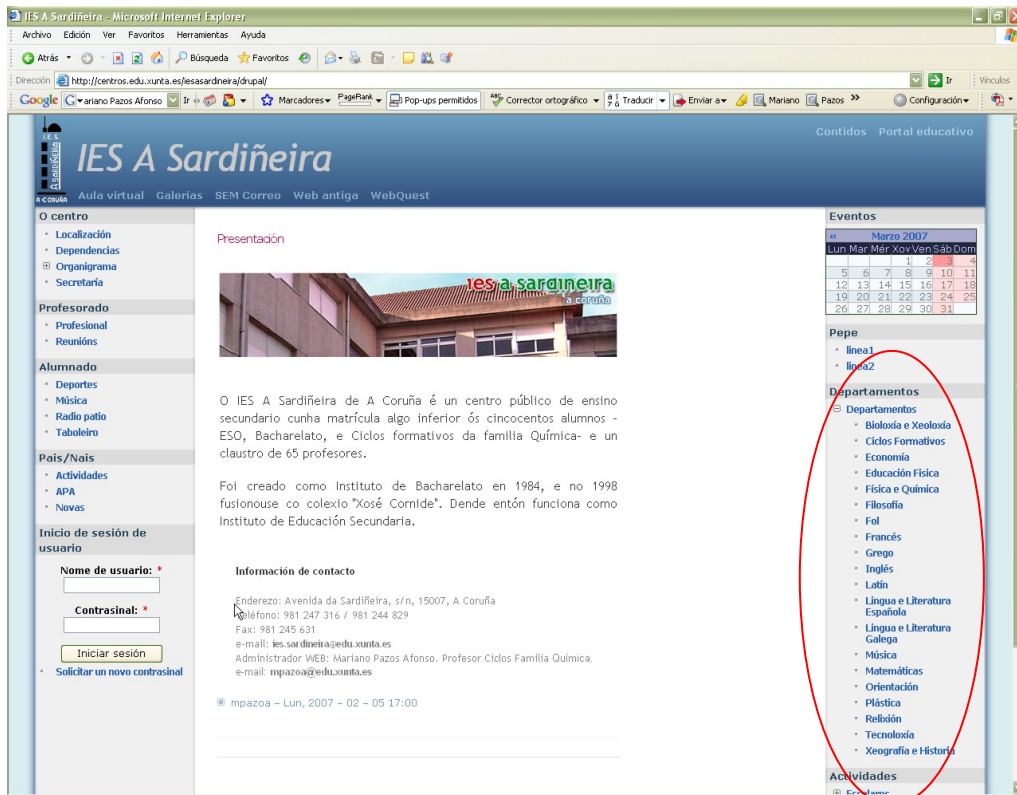 IES A Sardiñeira - Microsoft Internet Explorer
Archivo Edición Ver Favoritos Herramientas Ayuda
Atrás Búsqueda Favoritos
Dirección http://centros.edu.xunta.es/iesasardineira/drupal/ Ir Vínculos
Google G ariano Pazos Afonso Ir Marcadores PageRank Pop-ups permitidos ABC Corrector ortográfico Traducir Enviar a Mariano Pazos » Configuración
Contidos Portal educativo
I.E.S.
A SARDIÑEIRA
A CORUÑA
IES A Sardiñeira
Aula virtual Galerías SEM Correo Web antiga WebQuest
O centro
Localización
Dependencias
Organigrama
Secretaría
Profesorado
Profesional
Reunións
Alumnado
Deportes
Música
Radio patio
Taboleiro
Pais/Nais
Actividades
APA
Novas
Inicio de sesión de
usuario
Nome de usuario: *
Contrasinal: *
Iniciar sesión
Solicitar un novo contrasinal
Presentación
ies a sardineira
a coruña
O IES A Sardiñeira de A Coruña é un centro público de ensino
secundario cunha matrícula algo inferior ós cincocentos alumnos -
ESO, Bacharelato, e Ciclos formativos da familia Química- e un
claustro de 65 profesores.
Foi creado como Instituto de Bacharelato en 1984, e no 1998
fusionouse co colexio "Xosé Cornide". Dende entón funciona como
Instituto de Educación Secundaria.
Información de contacto
Enderezo: Avenida da Sardiñeira, s/n, 15007, A Coruña
Teléfono: 981 247 316 / 981 244 829
Fax: 981 245 631
e-mail: ies.sardineira@edu.xunta.es
Administrador WEB: Mariano Pazos Afonso. Profesor Ciclos Familia Química.
e-mail: mpazoa@edu.xunta.es
mpazoa – Lun, 2007 – 02 – 05 17:00
Eventos
« Marzo 2007
Lun Mar Mér Xov Ven Sáb Dom
1 2 3 4
5 6 7 8 9 10 11
12 13 14 15 16 17 18
19 20 21 22 23 24 25
26 27 28 29 30 31
Pepe
linea1
linea2
Departamentos
Departamentos
Bioloxía e Xeoloxía
Ciclos Formativos
Economía
Educación Fisica
Física e Química
Filosofía
Fol
Francés
Grego
Inglés
Latín
Lingua e Literatura
Española
Lingua e Literatura
Galega
Música
Matemáticas
Orientación
Plástica
Relixión
Tecnoloxía
Xeografía e Historia
Actividades
Escolares